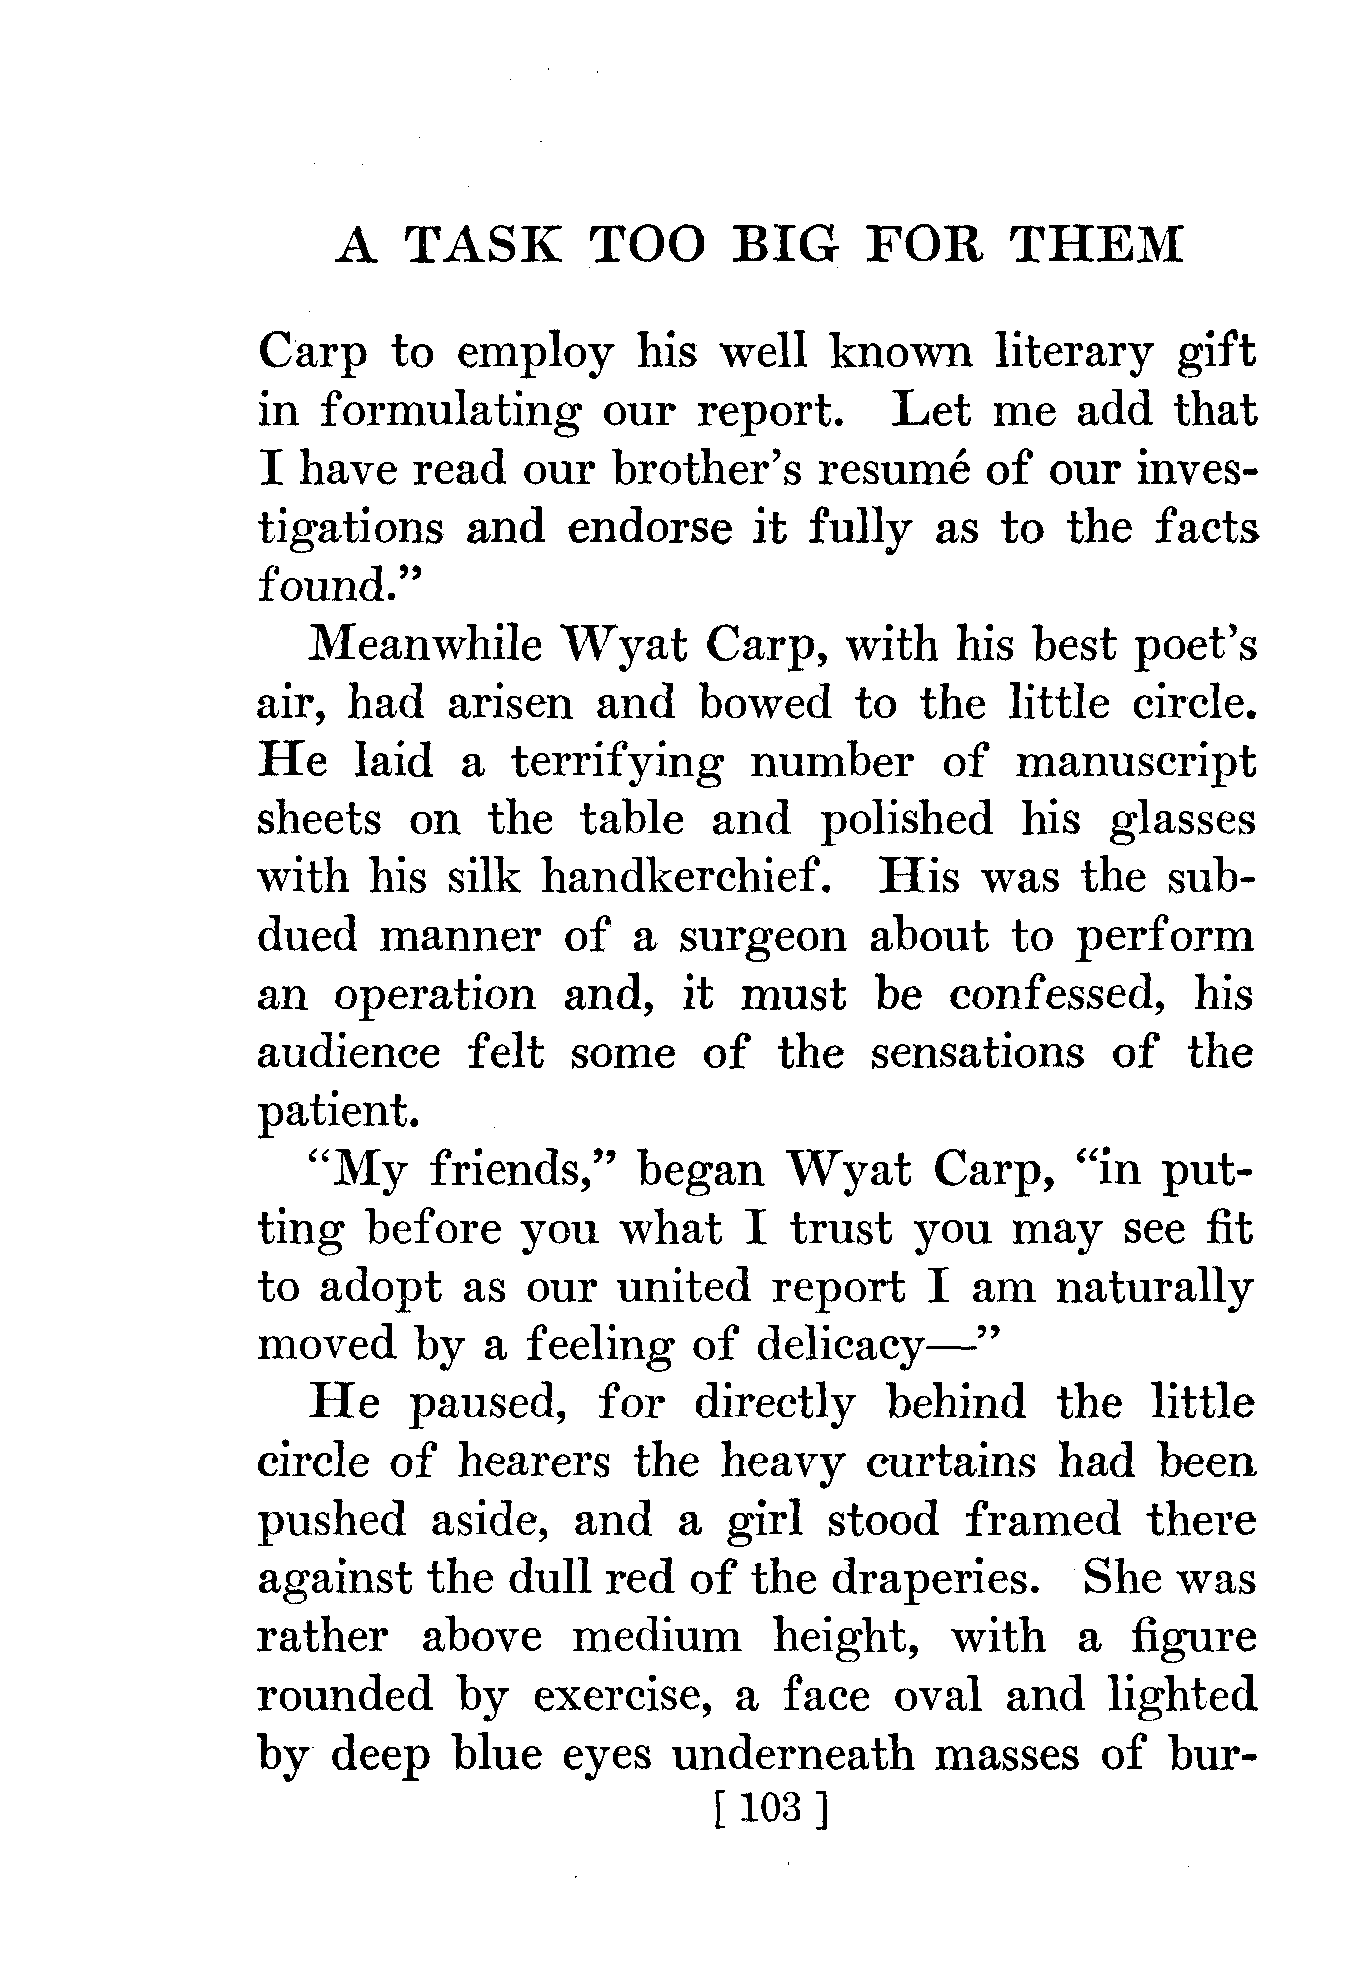 A TASK TOO BIG FOR THEM
Carp to employ his well known literary gift
in formulating our report. Let me add that
I have read our brother's resumé of our inves-
tigations and endorse it fully as to the facts
found."
Meanwhile Wyat Carp, with his best poet's
air, had arisen and bowed to the little circle.
He laid a terrifying number of manuscript
sheets on the table and polished his glasses
with his silk handkerchief. His was the sub-
dued manner of a surgeon about to perform
an operation and, it must be confessed, his
audience felt some of the sensations of the
patient.
"My friends," began Wyat Carp, "in put-
ting before you what I trust you may see fit
to adopt as our united report I am naturally
moved by a feeling of delicacy—"
He paused, for directly behind the little
circle of hearers the heavy curtains had been
pushed aside, and a girl stood framed there
against the dull red of the draperies. She was
rather above medium height, with a figure
rounded by exercise, a face oval and lighted
by deep blue eyes underneath masses of bur-
[ 103 ]